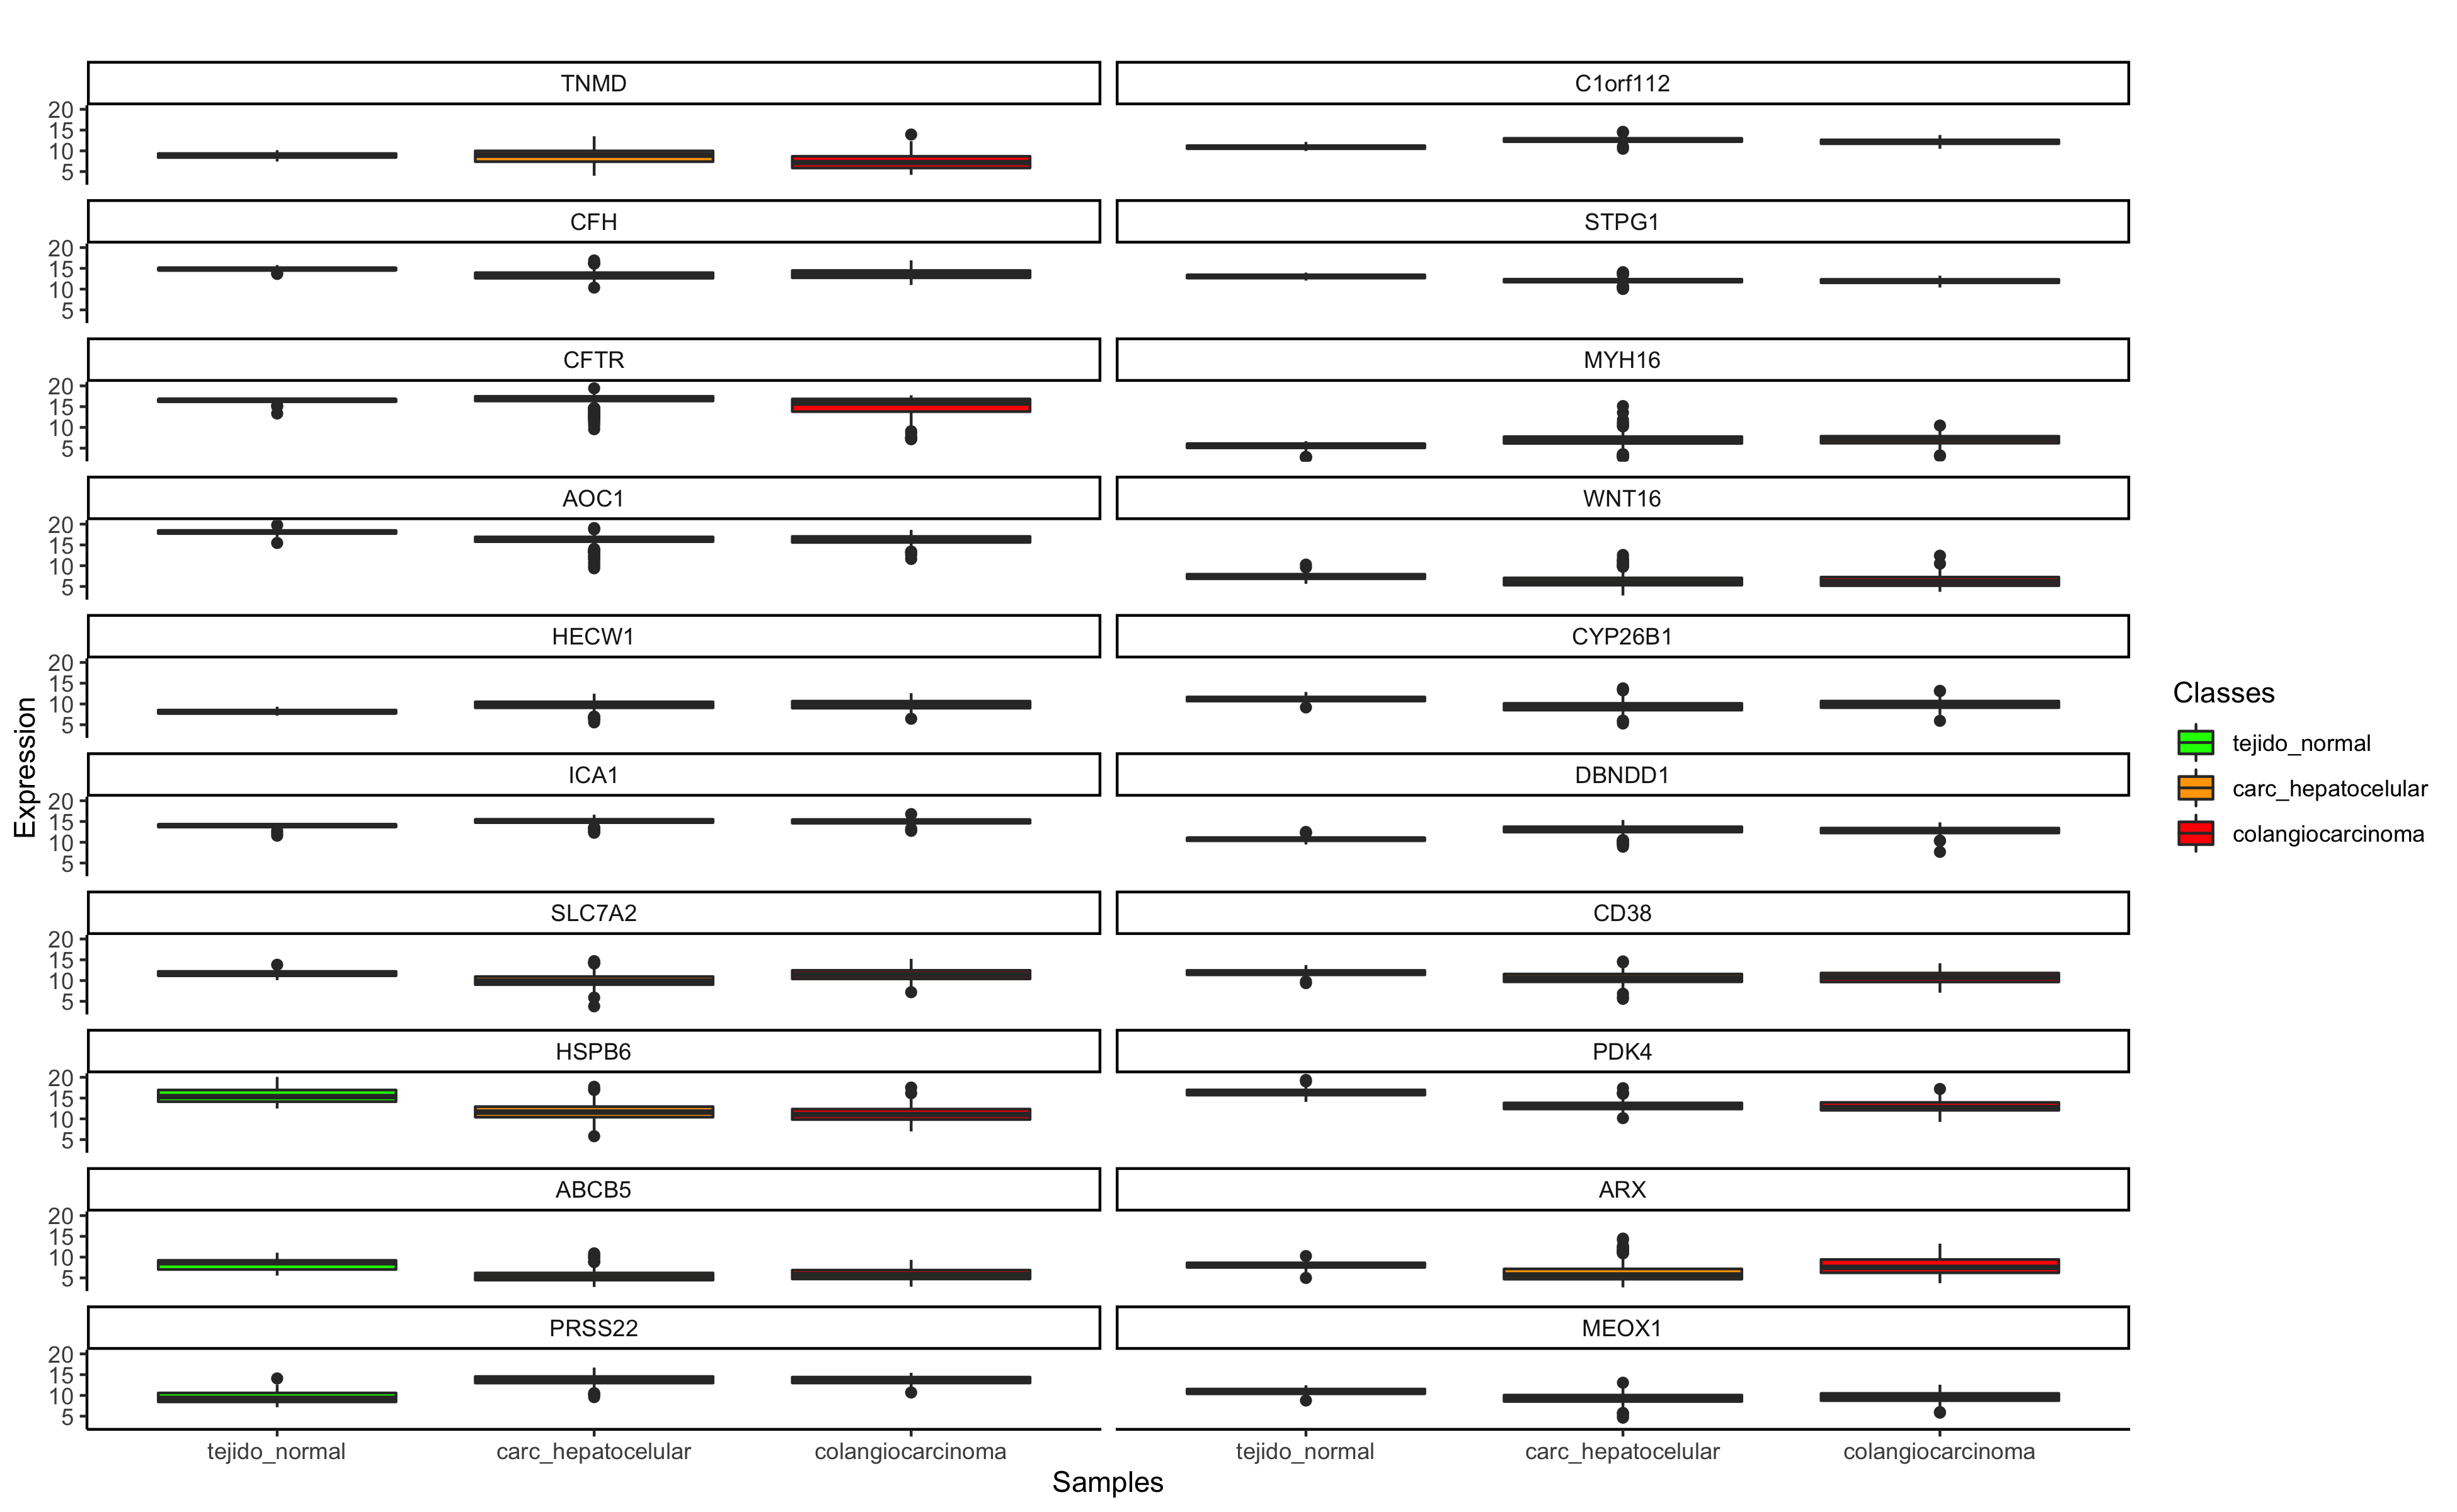 TNMD
C1orf112
20
15
10
5
CFH
STPG1
20
15
10
5
CFTR
MYH16
20
15
10
5
AOC1
WNT16
20
15
10
5
HECW1
CYP26B1
20
15
10
5
ICA1
DBNDD1
20
15
10
5
SLC7A2
CD38
20
15
10
5
HSPB6
PDK4
20
15
10
5
ABCB5
ARX
20
15
10
5
PRSS22
MEOX1
20
15
10
5
tejido_normal carc_hepatocelular colangiocarcinoma tejido_normal carc_hepatocelular colangiocarcinoma
Samples
Expression
Classes
tejido_normal
carc_hepatocelular
colangiocarcinoma